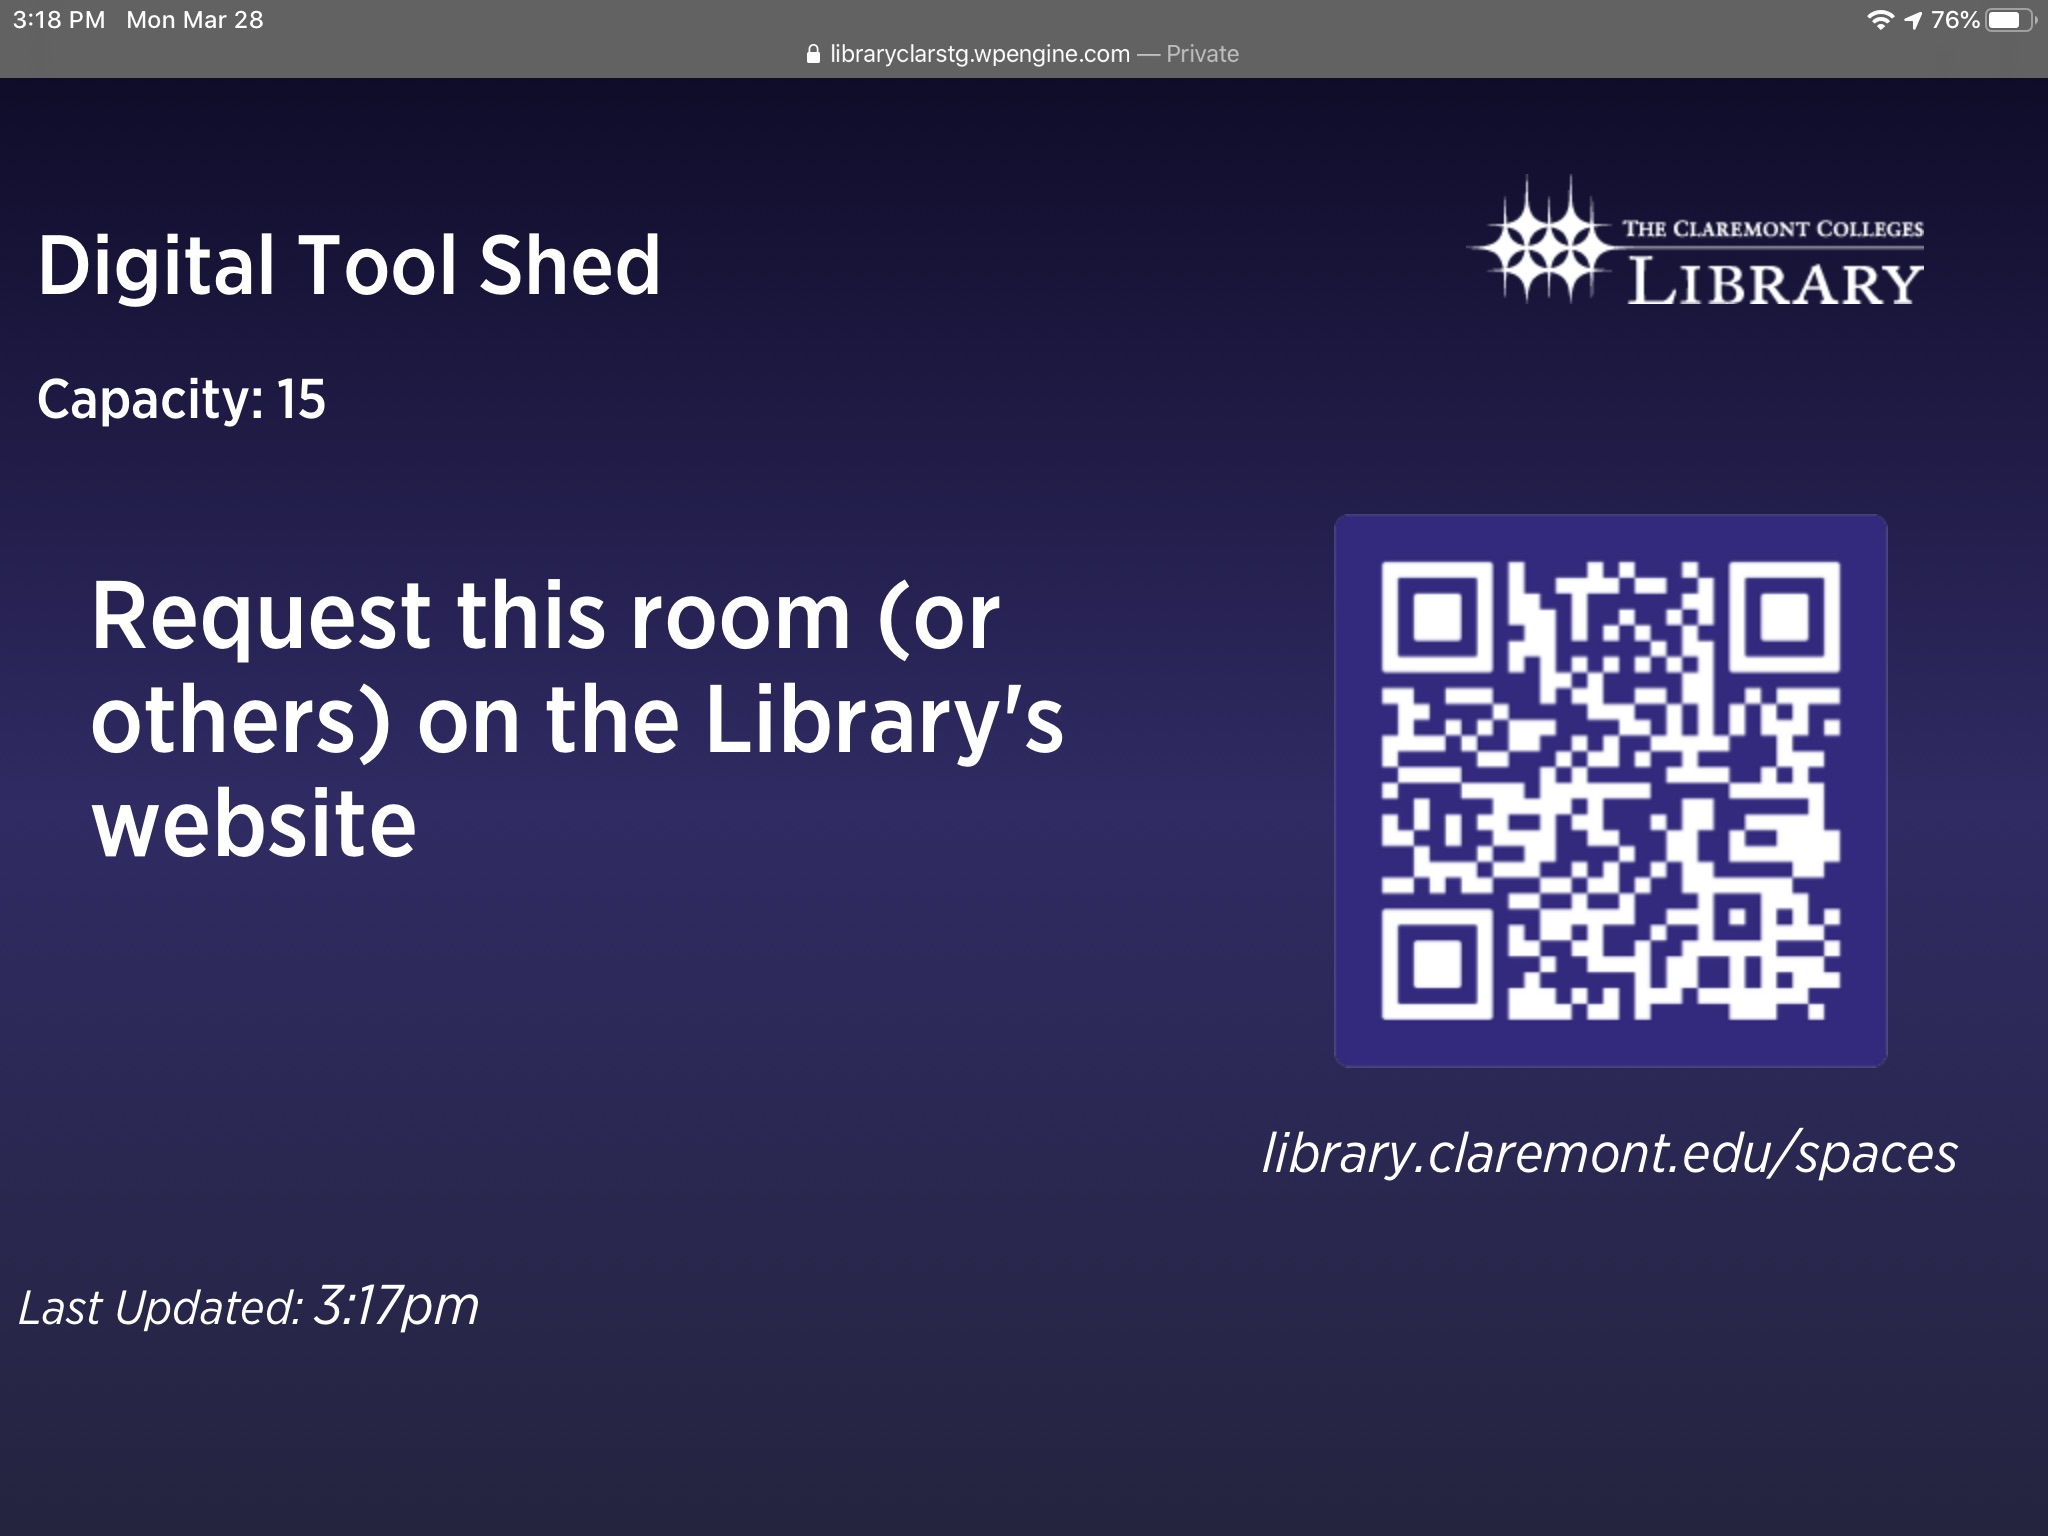 3:18 PM Mon Mar 28
76%
libraryclarstg.wpengine.com — Private
THE CLAREMONT COLLEGES
LIBRARY
Digital Tool Shed
Capacity: 15
Request this room (or
others) on the Library's
website
library.claremont.edu/spaces
Last Updated: 3:17pm